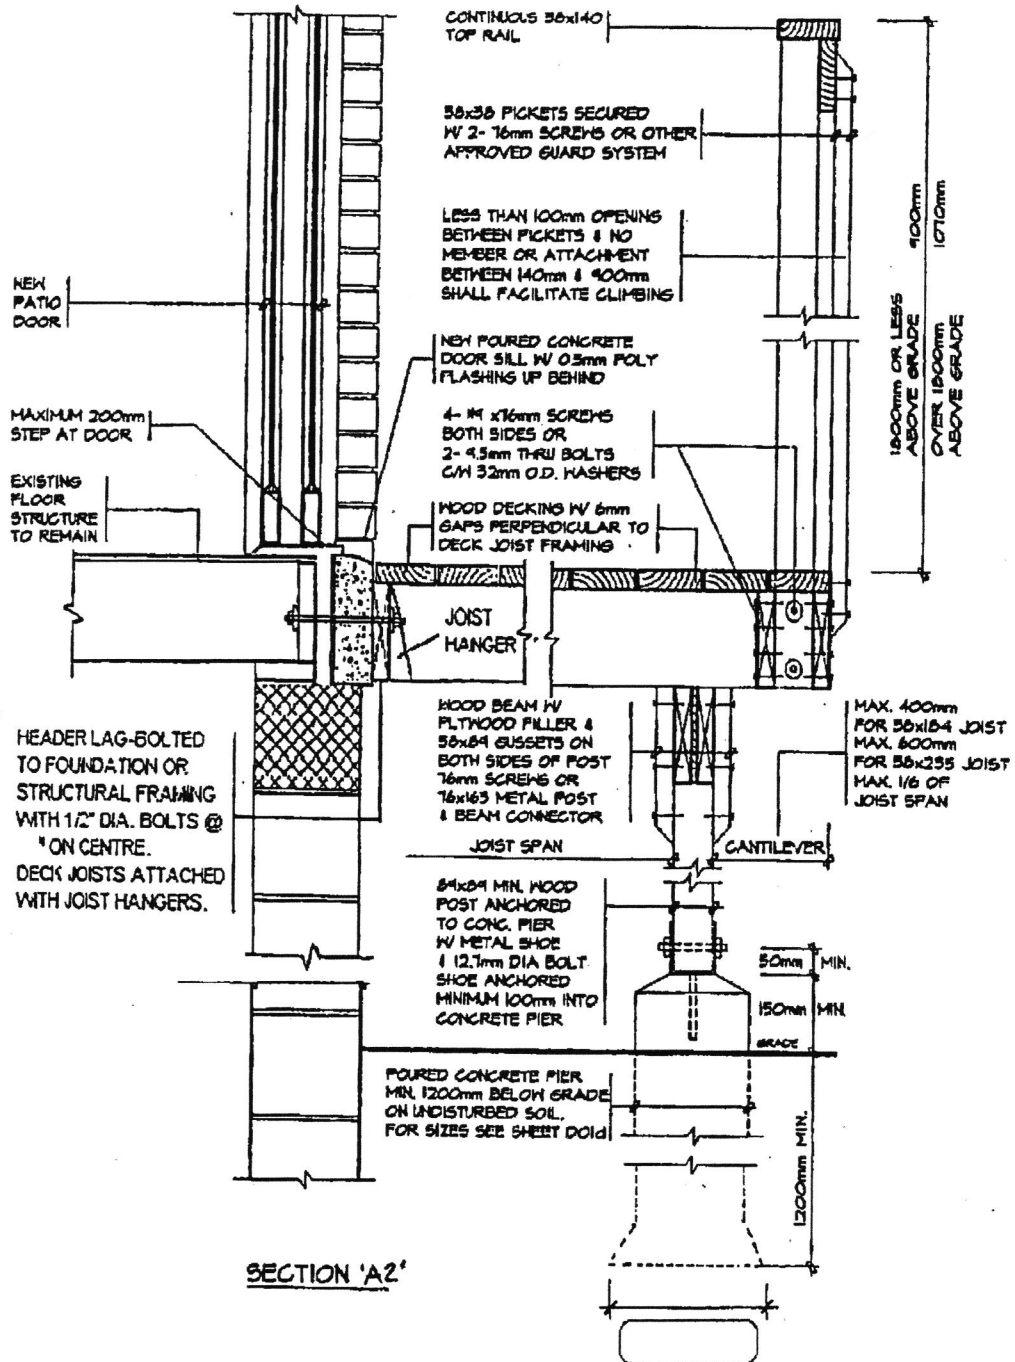 CONTINUOUS 38x140
TOP RAIL
38x38 PICKETS SECURED
W/ 2- 76mm SCREWS OR OTHER
APPROVED GUARD SYSTEM
LESS THAN 100mm OPENING
BETWEEN PICKETS & NO
MEMBER OR ATTACHMENT
BETWEEN 140mm & 900mm
SHALL FACILITATE CLIMBING
900mm
1070mm
1800mm OR LESS
ABOVE GRADE
OVER 1800mm
ABOVE GRADE
NEW
PATIO
DOOR
NEW POURED CONCRETE
DOOR SILL W/ 0.5mm POLY
FLASHING UP BEHIND
MAXIMUM 200mm
STEP AT DOOR
4- #14 x76mm SCREWS
BOTH SIDES OR
2- 9.5mm THRU BOLTS
C/W 32mm O.D. WASHERS
EXISTING
FLOOR
STRUCTURE
TO REMAIN
WOOD DECKING W/ 6mm
GAPS PERPENDICULAR TO
DECK JOIST FRAMING
JOIST
HANGER
WOOD BEAM W/
PLYWOOD FILLER &
38x89 GUSSETS ON
BOTH SIDES OF POST
76mm SCREWS OR
76x163 METAL POST
& BEAM CONNECTOR
MAX. 400mm
FOR 38x184 JOIST
MAX. 600mm
FOR 38x235 JOIST
MAX. 1/6 OF
JOIST SPAN
HEADER LAG-BOLTED
TO FOUNDATION OR
STRUCTURAL FRAMING
WITH 1/2" DIA. BOLTS @
" ON CENTRE.
DECK JOISTS ATTACHED
WITH JOIST HANGERS.
JOIST SPAN
CANTILEVER
89x89 MIN. WOOD
POST ANCHORED
TO CONC. PIER
W/ METAL SHOE
& 12.7mm DIA BOLT
SHOE ANCHORED
MINIMUM 100mm INTO
CONCRETE PIER
50mm MIN.
150mm MIN.
GRADE
POURED CONCRETE PIER
MIN. 1200mm BELOW GRADE
ON UNDISTURBED SOIL.
FOR SIZES SEE SHEET D01d
1200mm MIN.
SECTION 'A2'